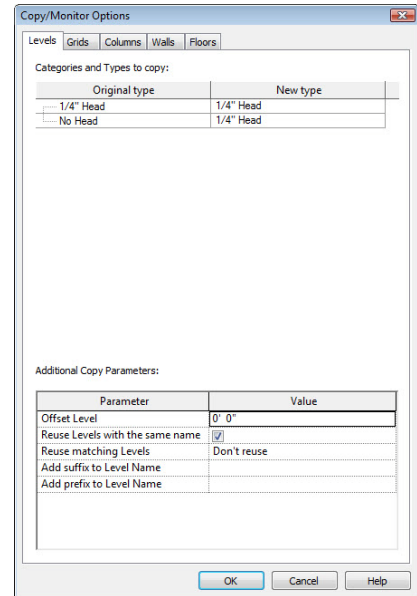 Copy/Monitor Options
Levels Grids Columns Walls Floors
Categories and Types to copy:
Original type New type
1/4" Head 1/4" Head
No Head 1/4" Head
Additional Copy Parameters:
Parameter Value
Offset Level 0' 0"
Reuse Levels with the same name
Reuse matching Levels Don't reuse
Add suffix to Level Name
Add prefix to Level Name
OK Cancel Help